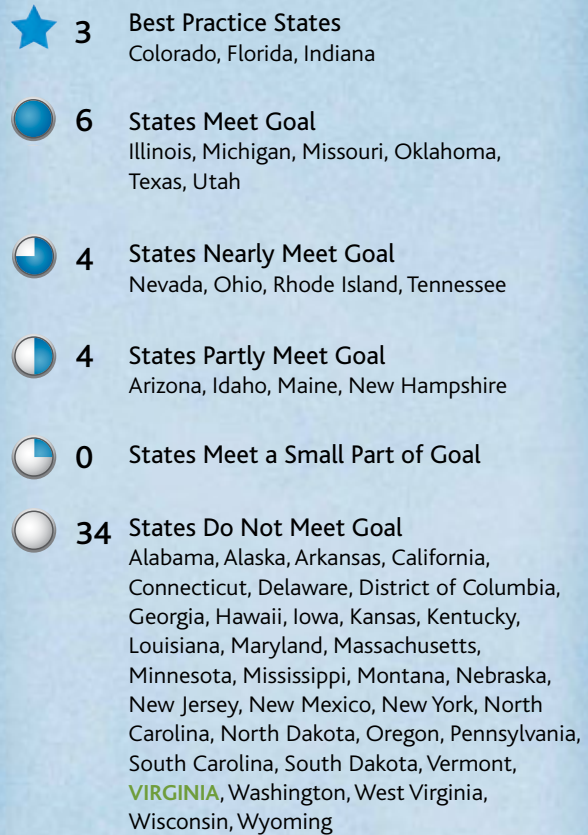 3 Best Practice States
Colorado, Florida, Indiana
6 States Meet Goal
Illinois, Michigan, Missouri, Oklahoma,
Texas, Utah
4 States Nearly Meet Goal
Nevada, Ohio, Rhode Island, Tennessee
4 States Partly Meet Goal
Arizona, Idaho, Maine, New Hampshire
0 States Meet a Small Part of Goal
34 States Do Not Meet Goal
Alabama, Alaska, Arkansas, California,
Connecticut, Delaware, District of Columbia,
Georgia, Hawaii, Iowa, Kansas, Kentucky,
Louisiana, Maryland, Massachusetts,
Minnesota, Mississippi, Montana, Nebraska,
New Jersey, New Mexico, New York, North
Carolina, North Dakota, Oregon, Pennsylvania,
South Carolina, South Dakota, Vermont,
VIRGINIA, Washington, West Virginia,
Wisconsin, Wyoming